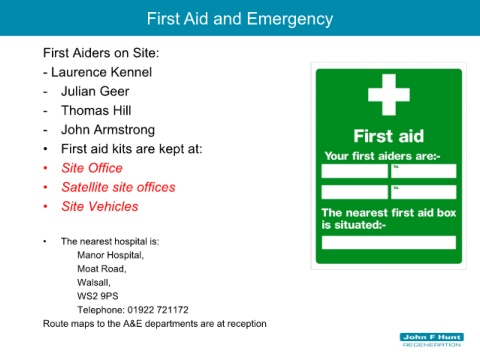 First Aid and Emergency
First Aiders on Site:
- Laurence Kennel
- Julian Geer
- Thomas Hill
- John Armstrong
• First aid kits are kept at:
• Site Office
• Satellite site offices
• Site Vehicles
• The nearest hospital is:
Manor Hospital,
Moat Road,
Walsall,
WS2 9PS
Telephone: 01922 721172
Route maps to the A&E departments are at reception
First aid
Your first aiders are:-
The nearest first aid box
is situated:-
John F Hunt
REGENERATION